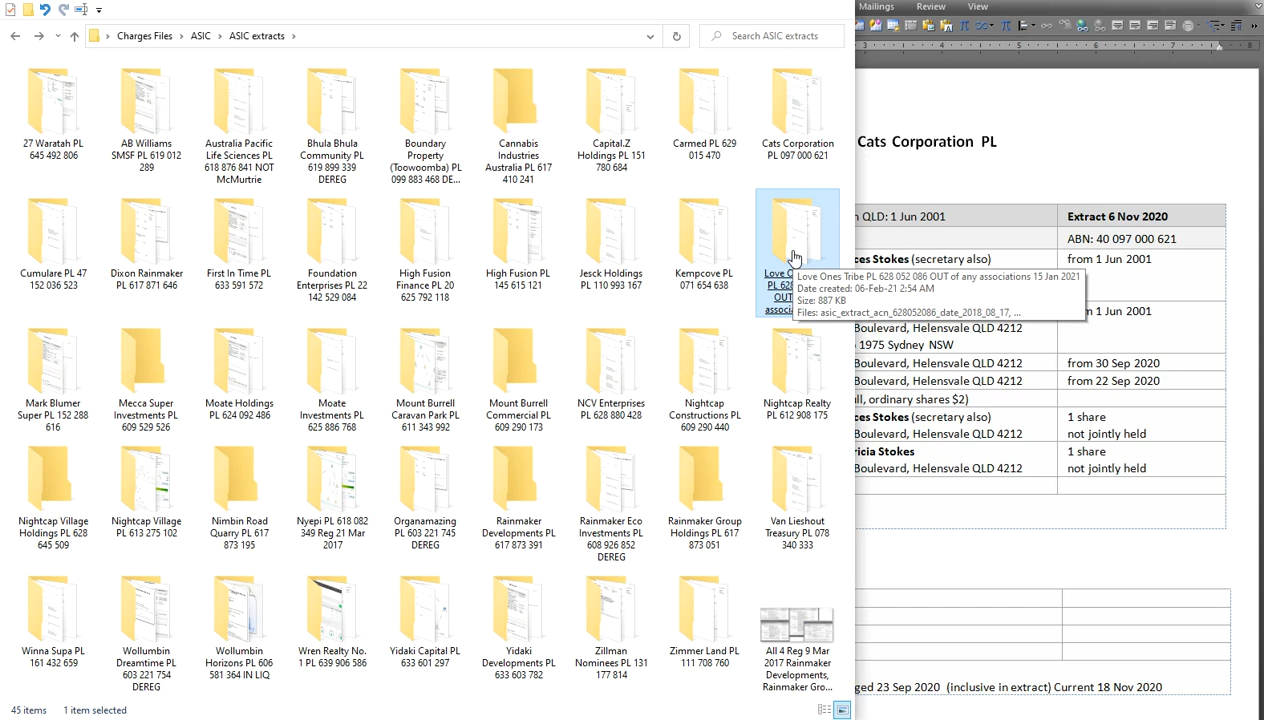 Charges Files > ASIC > ASIC extracts >
Search ASIC extracts
27 Waratah PL
645 492 806
AB Williams
SMSF PL 619 012
289
Australia Pacific
Life Sciences PL
618 876 841 NOT
McMurtrie
Bhula Bhula
Community PL
619 899 339
DEREG
Boundary
Property
(Toowoomba) PL
099 883 468 DE...
Cannabis
Industries
Australia PL 617
410 241
Capital.Z
Holdings PL 151
780 684
Carmed PL 629
015 470
Cats Corporation
PL 097 000 621
Cumulare PL 47
152 036 523
Dixon Rainmaker
PL 617 871 646
First In Time PL
633 591 572
Foundation
Enterprises PL 22
142 529 084
High Fusion
Finance PL 20
625 792 118
High Fusion PL
145 615 121
Jesck Holdings
PL 110 993 167
Kempcove PL
071 654 638
Love O
PL 628
OUT
associa
Love Ones Tribe PL 628 052 086 OUT of any associations 15 Jan 2021
Date created: 06-Feb-21 2:54 AM
Size: 887 KB
Files: asic_extract_acn_628052086_date_2018_08_17, ...
Mark Blumer
Super PL 152 288
616
Mecca Super
Investments PL
609 529 526
Moate Holdings
PL 624 092 486
Moate
Investments PL
625 886 768
Mount Burrell
Caravan Park PL
611 343 992
Mount Burrell
Commercial PL
609 290 173
NCV Enterprises
PL 628 880 428
Nightcap
Constructions PL
609 290 440
Nightcap Realty
PL 612 908 175
Nightcap Village
Holdings PL 628
645 509
Nightcap Village
PL 613 275 102
Nimbin Road
Quarry PL 617
873 195
Nyepi PL 618 082
349 Reg 21 Mar
2017
Organamazing
PL 603 221 745
DEREG
Rainmaker
Developments PL
617 873 391
Rainmaker Eco
Investments PL
608 926 852
DEREG
Rainmaker Group
Holdings PL 617
873 051
Van Lieshout
Treasury PL 078
340 333
Winna Supa PL
161 432 659
Wollumbin
Dreamtime PL
603 221 754
DEREG
Wollumbin
Horizons PL 606
581 364 IN LIQ
Wren Realty No.
1 PL 639 906 586
Yidaki Capital PL
633 601 297
Yidaki
Developments PL
633 603 782
Zillman
Nominees PL 131
177 814
Zimmer Land PL
111 708 760
All 4 Reg 9 Mar
2017 Rainmaker
Developments,
Rainmaker Gro...
45 items 1 item selected
Mailings Review View
5 6 7 8
Cats Corporation PL
n QLD: 1 Jun 2001 Extract 6 Nov 2020
ABN: 40 097 000 621
ces Stokes (secretary also) from 1 Jun 2001
m 1 Jun 2001
Boulevard, Helensvale QLD 4212
1975 Sydney NSW
Boulevard, Helensvale QLD 4212 from 30 Sep 2020
Boulevard, Helensvale QLD 4212 from 22 Sep 2020
ll, ordinary shares $2)
ces Stokes (secretary also) 1 share
Boulevard, Helensvale QLD 4212 not jointly held
ricia Stokes 1 share
Boulevard, Helensvale QLD 4212 not jointly held
ged 23 Sep 2020 (inclusive in extract) Current 18 Nov 2020